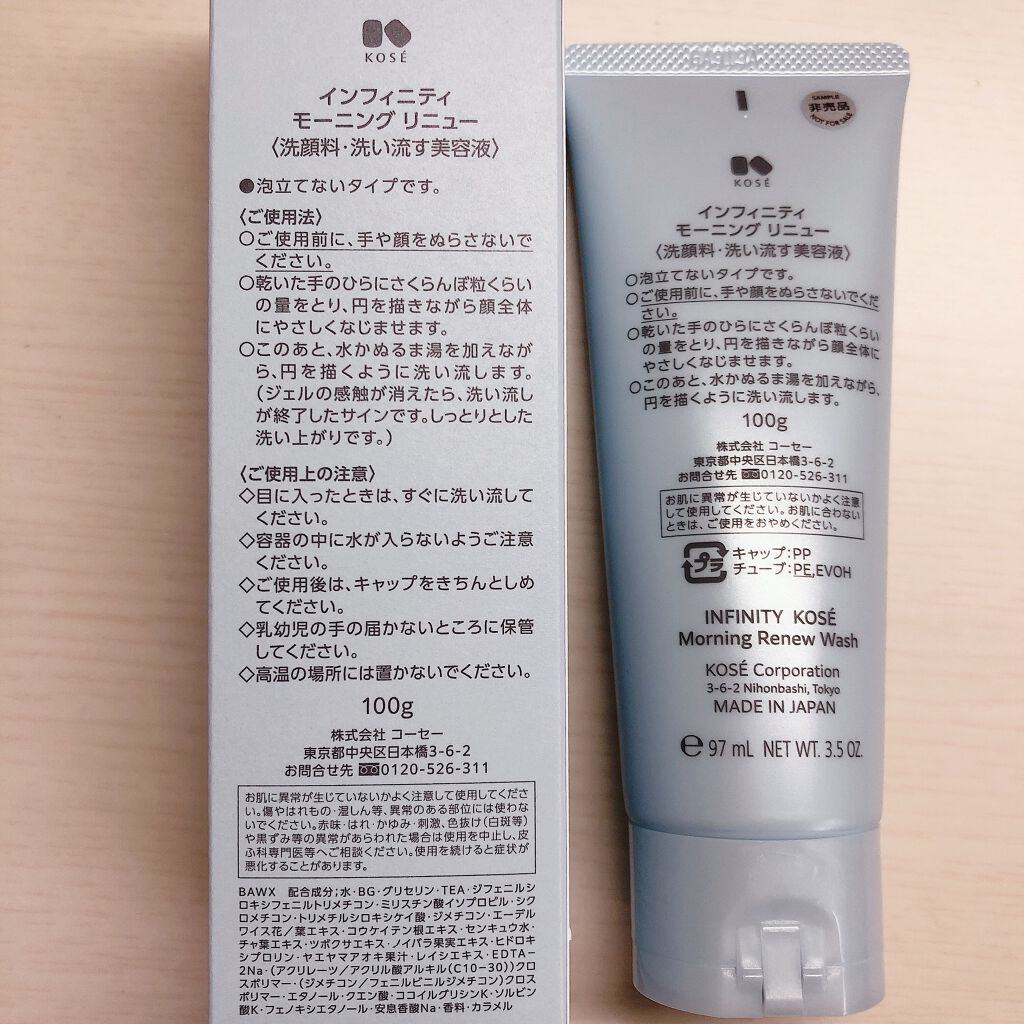 KOSÉ
インフィニティ
モーニング リニュー
〈洗顔料・洗い流す美容液〉
●泡立てないタイプです。
〈ご使用法〉
○ご使用前に、手や顔をぬらさないで
ください。
○乾いた手のひらにさくらんぼ粒くらい
の量をとり、円を描きながら顔全体
にやさしくなじませます。
○このあと、水かぬるま湯を加えなが
ら、円を描くように洗い流します。
（ジェルの感触が消えたら、洗い流し
が終了したサインです。しっとりとした
洗い上がりです。）
〈ご使用上の注意〉
◇目に入ったときは、すぐに洗い流して
ください。
◇容器の中に水が入らないようご注意
ください。
◇ご使用後は、キャップをきちんとしめ
てください。
◇乳幼児の手の届かないところに保管
してください。
◇高温の場所には置かないでください。
100g
株式会社 コーセー
東京都中央区日本橋3-6-2
お問合せ先 0120-526-311
お肌に異常が生じていないかよく注意して使用してくださ
い。傷やはれもの・湿しん等、異常のある部位には使わな
いでください。赤味・はれ・かゆみ・刺激、色抜け（白斑等）
や黒ずみ等の異常があらわれた場合は使用を中止し、皮
ふ科専門医等へご相談ください。使用を続けると症状が
悪化することがあります。
BAWX 配合成分；水・BG・グリセリン・TEA・ジフェニルシ
ロキシフェニルトリメチコン・ミリスチン酸イソプロピル・シク
ロメチコン・トリメチルシロキシケイ酸・ジメチコン・エーデル
ワイス花／葉エキス・コウケイテン根エキス・センキュウ水・
チャ葉エキス・ツボクサエキス・ノイバラ果実エキス・ヒドロキ
シプロリン・ヤエヤマアオキ果汁・レイシエキス・EDTA-
2Na・（アクリレーツ／アクリル酸アルキル（C10-30））クロ
スポリマー・（ジメチコン／フェニルビニルジメチコン）クロス
ポリマー・エタノール・クエン酸・ココイルグリシンK・ソルビン
酸K・フェノキシエタノール・安息香酸Na・香料・カラメル
SAMPLE
非売品
NOT FOR SALE
KOSÉ
インフィニティ
モーニング リニュー
〈洗顔料・洗い流す美容液〉
○泡立てないタイプです。
○ご使用前に、手や顔をぬらさないでくだ
さい。
○乾いた手のひらにさくらんぼ粒くらい
の量をとり、円を描きながら顔全体に
やさしくなじませます。
○このあと、水かぬるま湯を加えながら、
円を描くように洗い流します。
100g
株式会社 コーセー
東京都中央区日本橋3-6-2
お問合せ先 0120-526-311
お肌に異常が生じていないかよく注意
して使用してください。お肌に合わない
ときは、ご使用をおやめください。
プラ
キャップ:PP
チューブ:PE,EVOH
INFINITY KOSÉ
Morning Renew Wash
KOSÉ Corporation
3-6-2 Nihonbashi, Tokyo
MADE IN JAPAN
℮ 97 mL NET WT. 3.5 OZ.